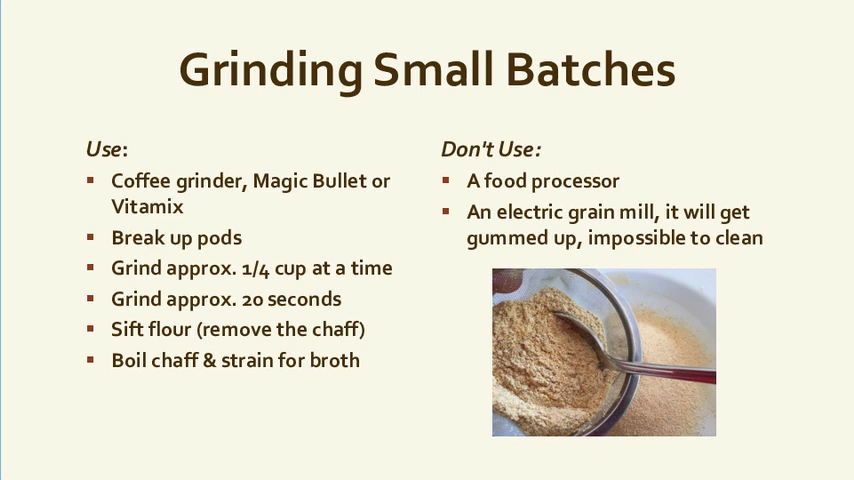 Grinding Small Batches
Use:
▪ Coffee grinder, Magic Bullet or
Vitamix
▪ Break up pods
▪ Grind approx. 1/4 cup at a time
▪ Grind approx. 20 seconds
▪ Sift flour (remove the chaff)
▪ Boil chaff & strain for broth
Don't Use:
▪ A food processor
▪ An electric grain mill, it will get
gummed up, impossible to clean